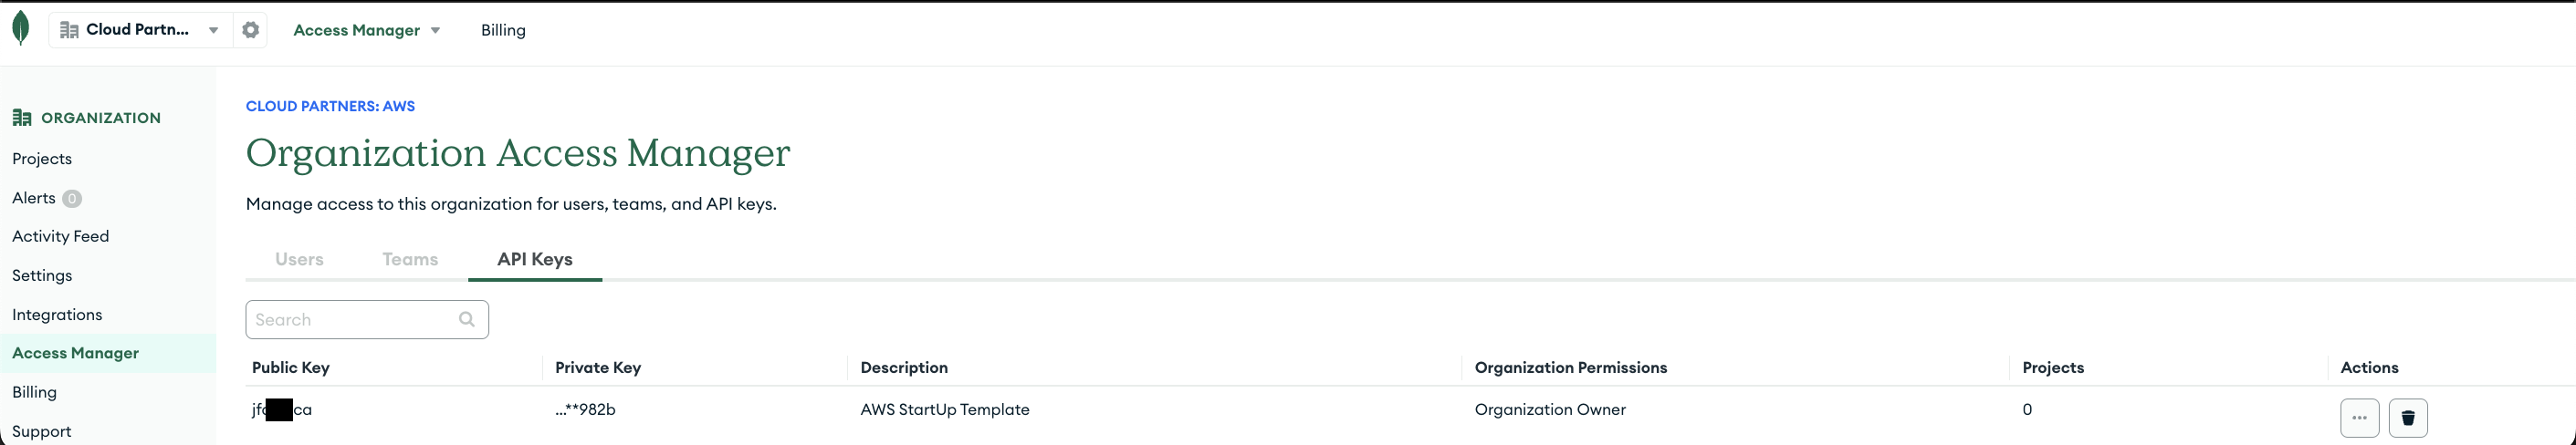 Cloud Partn... Access Manager Billing
CLOUD PARTNERS: AWS
ORGANIZATION
Organization Access Manager
Projects
Alerts 0
Manage access to this organization for users, teams, and API keys.
Activity Feed
Users Teams API Keys
Settings
Integrations
Search
Access Manager
Public Key Private Key Description Organization Permissions Projects Actions
Billing
ca ...**982b AWS StartUp Template Organization Owner 0
Support